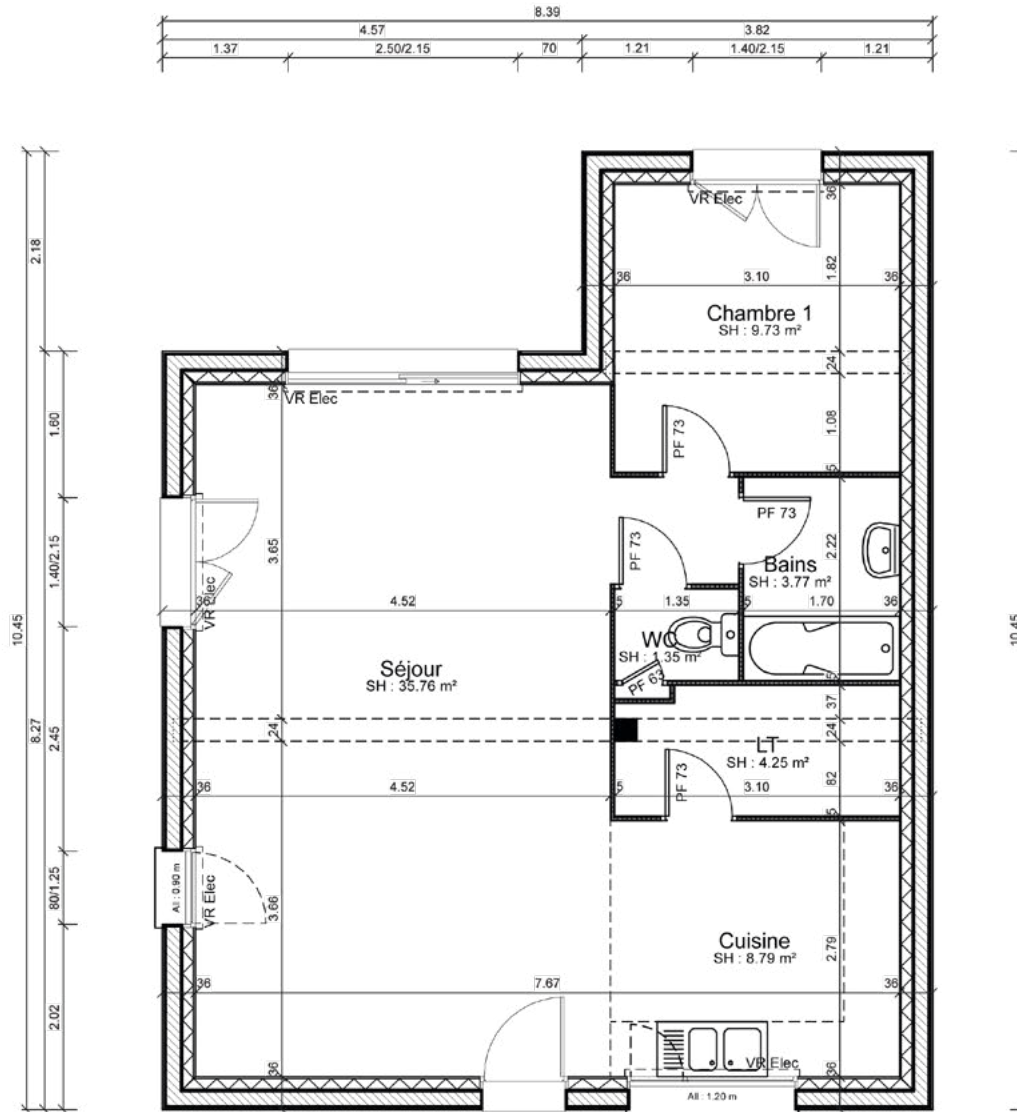 8.39
4.57 3.82
1.37 2.50/2.15 70 1.21 1.40/2.15 1.21
VR Elec
36
2.18
1.82
36 3.10 36
Chambre 1
SH : 9.73 m²
24
36
VR Elec
1.60
1.08
PF 73
5
PF 73
1.40/2.15
3.65
PF 73
2.22
Bains
SH : 3.77 m²
VR Elec
36 4.52 5 1.35 5 1.70 36
10.45
10.45
WC
SH : 1.35 m²
Séjour
SH : 35.76 m²
PF 63
5
37
8.27
2.45
24
24
LT
SH : 4.25 m²
PF 73
82
36 4.52 5 3.10 36
5
80/1.25
All : 0.90 m
VR Elec
3.66
Cuisine
SH : 8.79 m²
2.79
36 7.67 36
2.02
36
VR Elec
36
All : 1.20 m